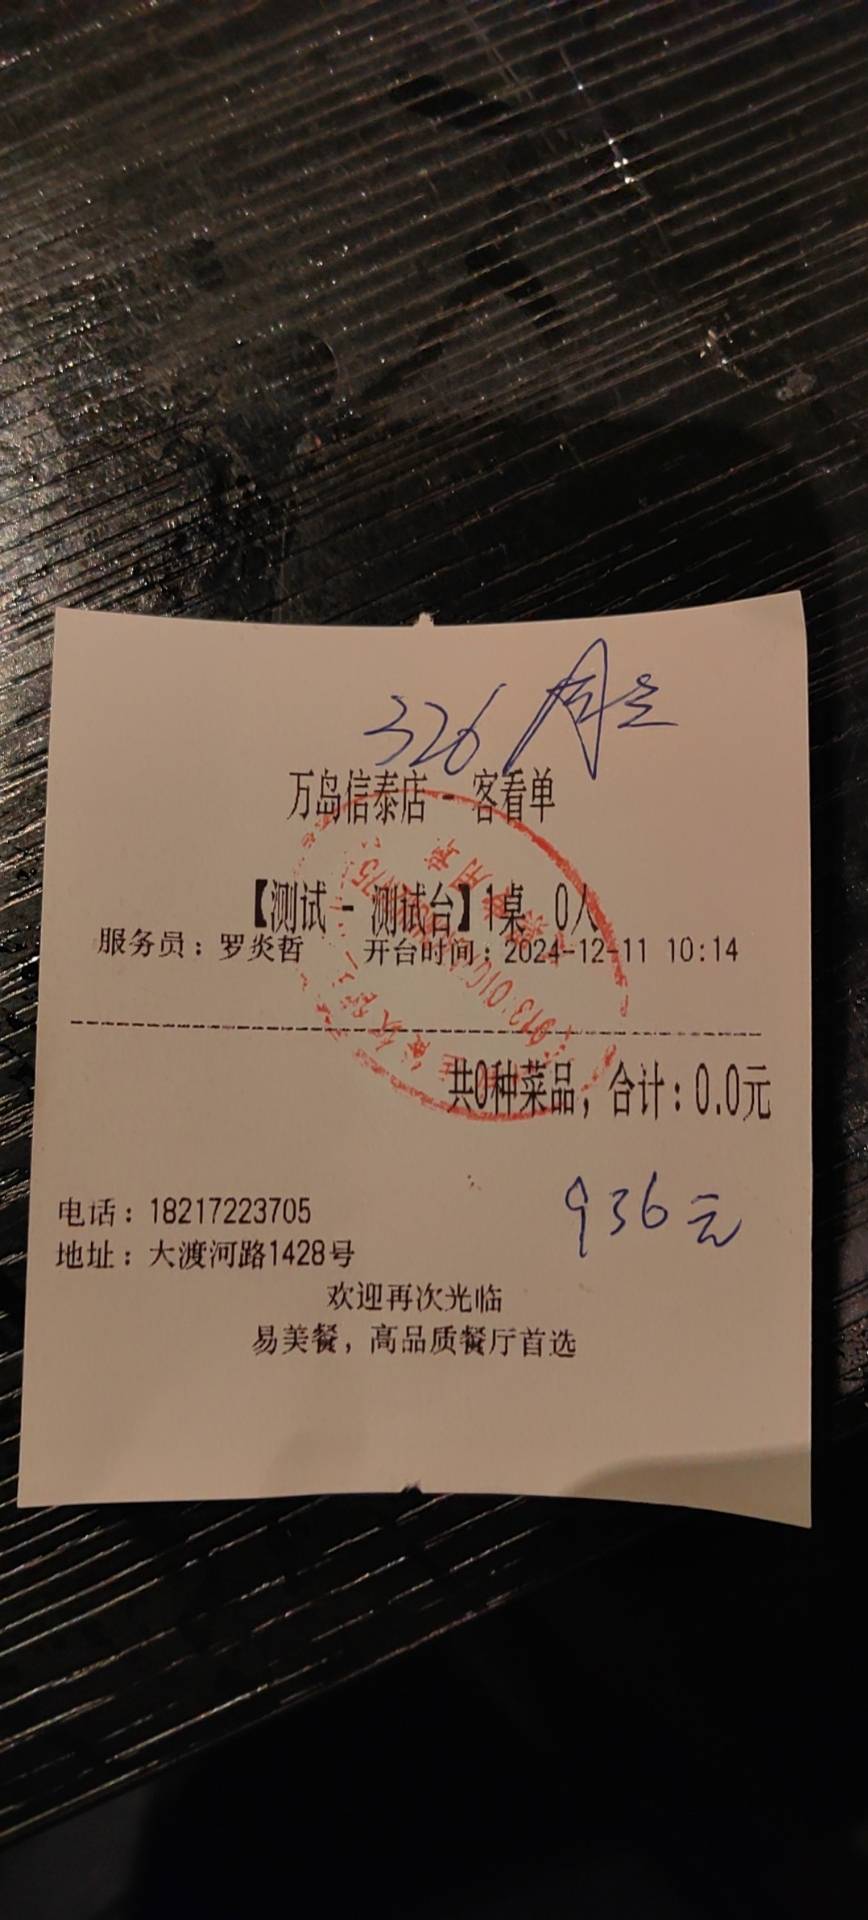 326
万岛信泰店 - 客看单
【测试 - 测试台】1桌 0人
服务员：罗炎哲 开台时间：2024-12-11 10:14
共0种菜品，合计：0.0元
936元
电话：18217223705
地址：大渡河路1428号
欢迎再次光临
易美餐，高品质餐厅首选